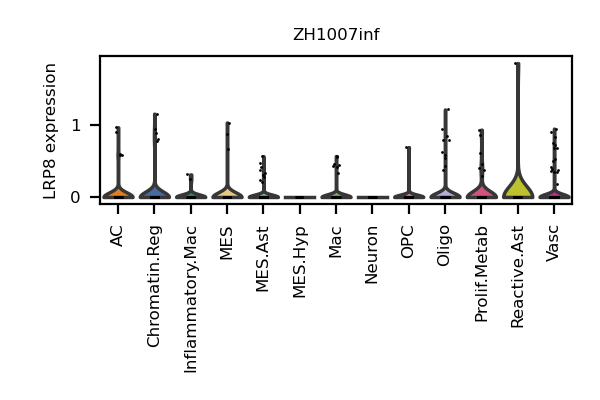 ZH1007inf
LRP8 expression
1
0
AC
Chromatin.Reg
Inflammatory.Mac
MES
MES.Ast
MES.Hyp
Mac
Neuron
OPC
Oligo
Prolif.Metab
Reactive.Ast
Vasc